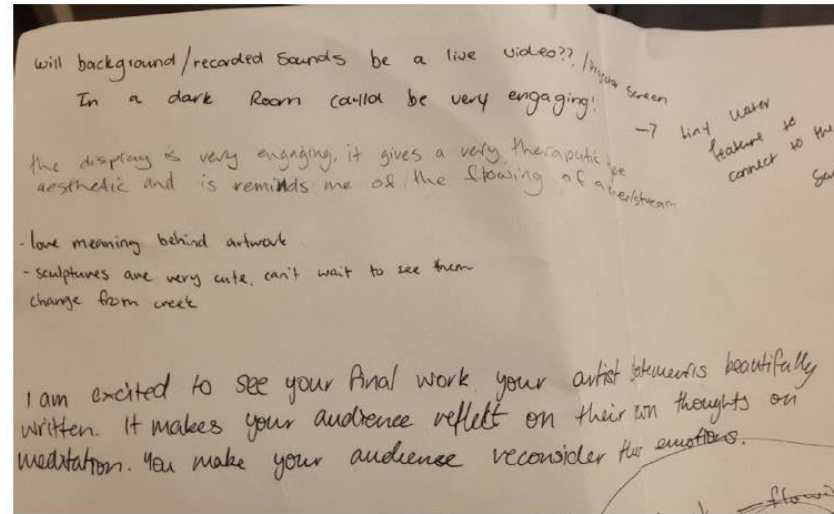 will background/recorded sounds be a live video?? /Projector Screen
In a dark Room could be very engaging!
→ tiny water
feature to
connect to the
the display is very engaging, it gives a very theraputic type
aesthetic and is reminds me of the flowing of a river/stream
- love meaning behind artwork
- sculptures are very cute, can't wait to see them
change from creek
I am excited to see your final work, your artist statement is beautifully
written. It makes your audience reflect on their own thoughts on
meditation. You make your audience reconsider
emotions.